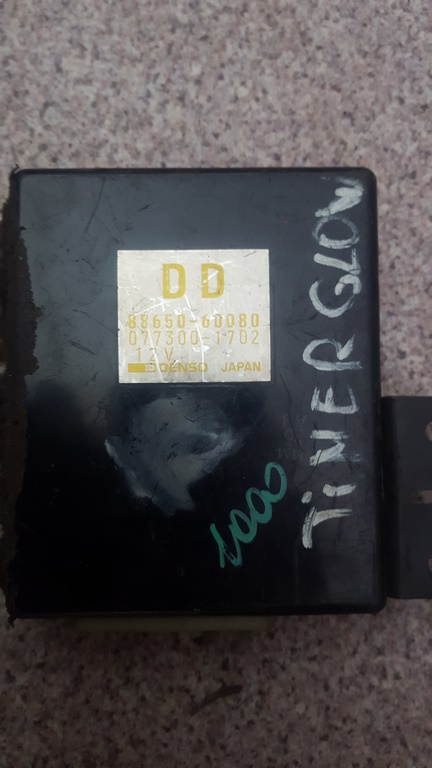 DD
88650-60080
077300-1702
12V
DENSO JAPAN
TiMER GLOW
1000